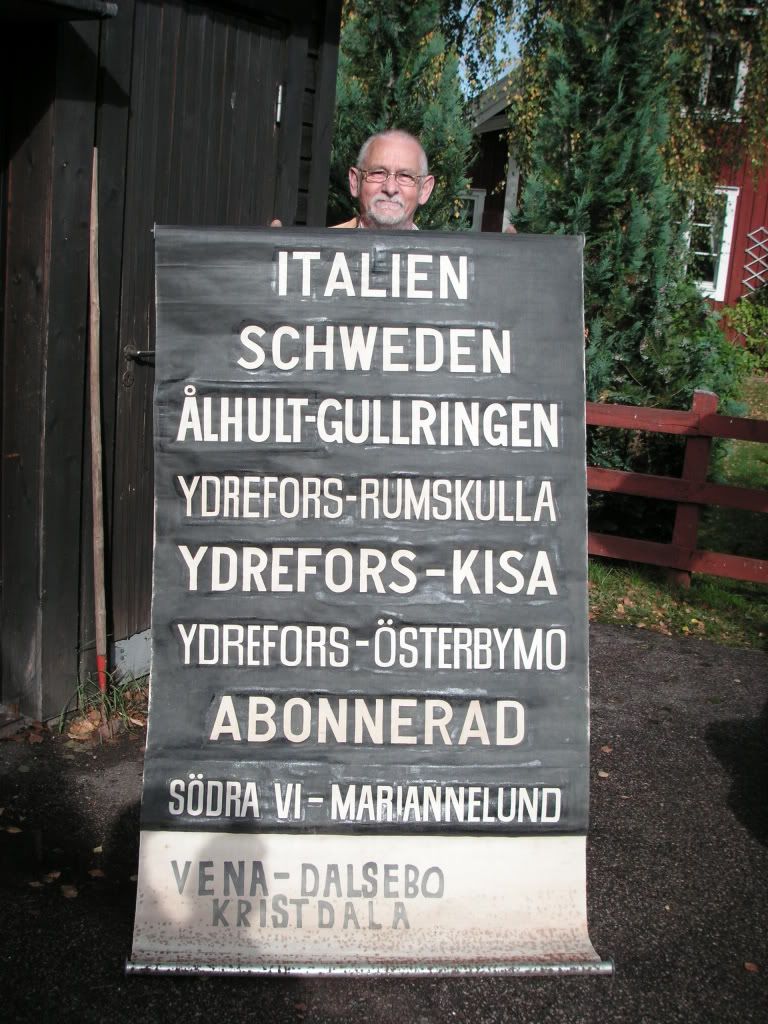 ITALIEN
SCHWEDEN
ÅLHULT-GULLRINGEN
YDREFORS-RUMSKULLA
YDREFORS-KISA
YDREFORS-ÖSTERBYMO
ABONNERAD
SÖDRA VI-MARIANNELUND
VENA-DALSEBO
KRISTDALA